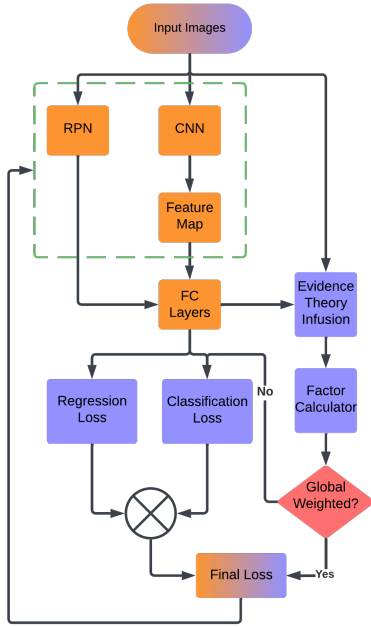 Input Images
RPN
CNN
Feature
Map
FC
Layers
Evidence
Theory
Infusion
Regression
Loss
Classification
Loss
No
Factor
Calculator
Global
Weighted?
Yes
Final Loss